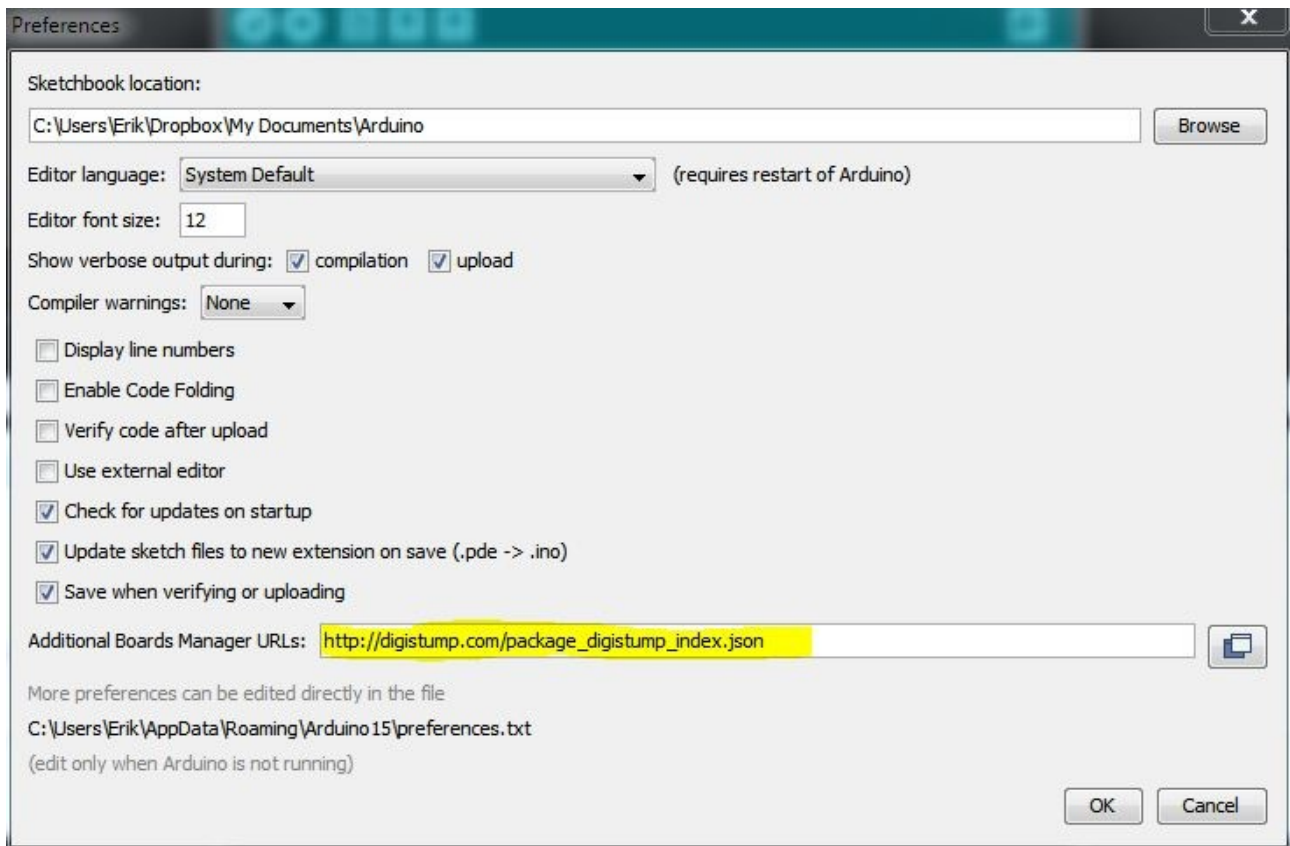 Preferences
x
Sketchbook location:
C:\Users\Erik\Dropbox\My Documents\Arduino Browse
Editor language: System Default (requires restart of Arduino)
Editor font size: 12
Show verbose output during: compilation upload
Compiler warnings: None
Display line numbers
Enable Code Folding
Verify code after upload
Use external editor
Check for updates on startup
Update sketch files to new extension on save (.pde -> .ino)
Save when verifying or uploading
Additional Boards Manager URLs: http://digistump.com/package_digistump_index.json
More preferences can be edited directly in the file
C:\Users\Erik\AppData\Roaming\Arduino15\preferences.txt
(edit only when Arduino is not running)
OK Cancel